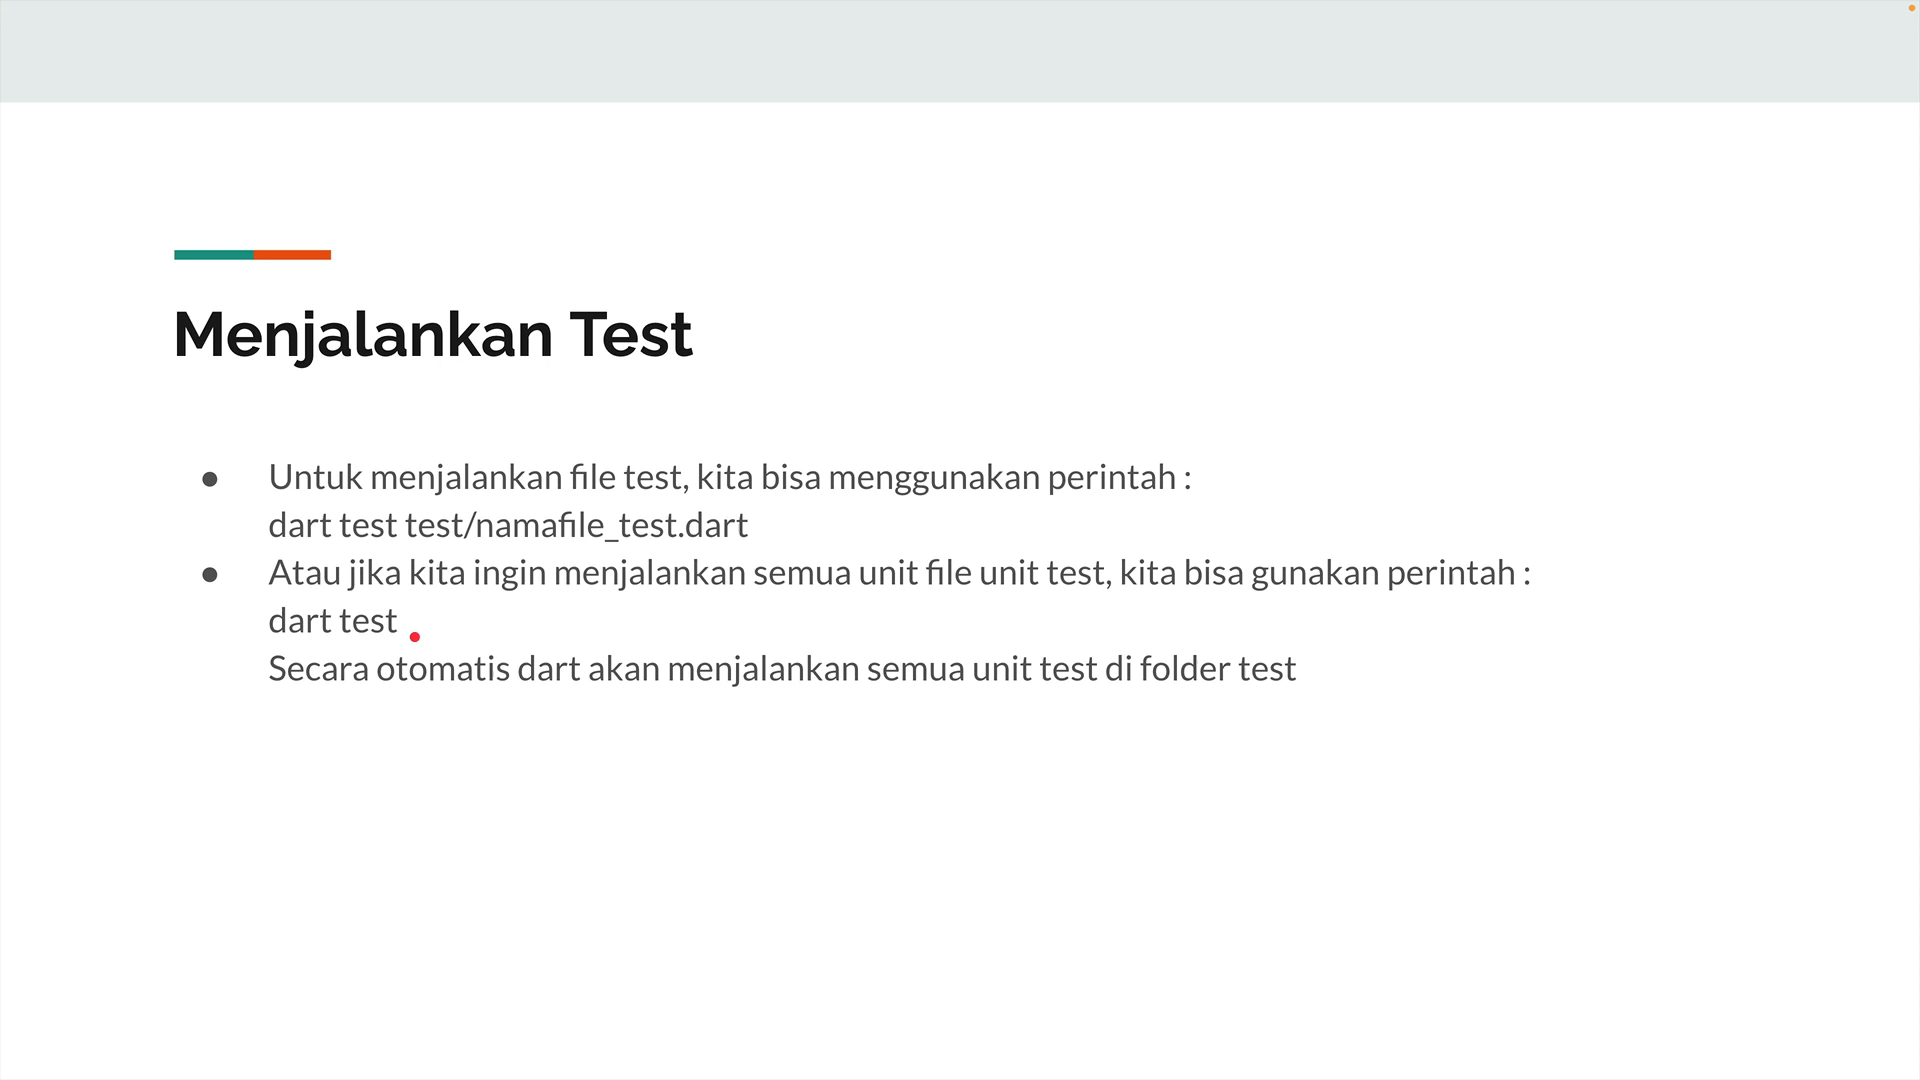 Menjalankan Test
● Untuk menjalankan file test, kita bisa menggunakan perintah :
dart test test/namafile_test.dart
● Atau jika kita ingin menjalankan semua unit file unit test, kita bisa gunakan perintah :
dart test
Secara otomatis dart akan menjalankan semua unit test di folder test